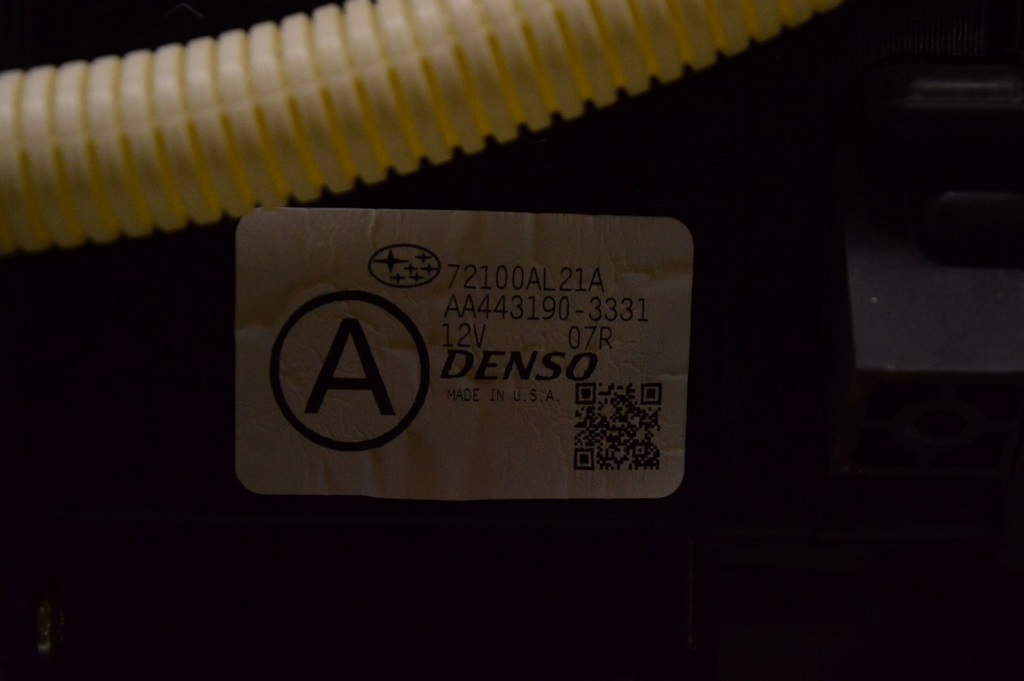 72100AL21A
AA443190-3331
12V 07R
DENSO
MADE IN U.S.A.
A